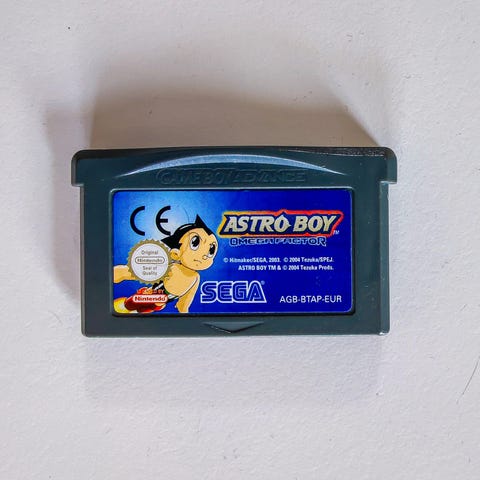 GAME BOY ADVANCE
CE
ASTRO BOY™
OMEGA FACTOR
Original
Nintendo
Seal of
Quality
© Hitmaker/SEGA, 2003. © 2004 Tezuka/SPEJ.
ASTRO BOY TM & © 2004 Tezuka Prods.
Nintendo
SEGA
AGB-BTAP-EUR